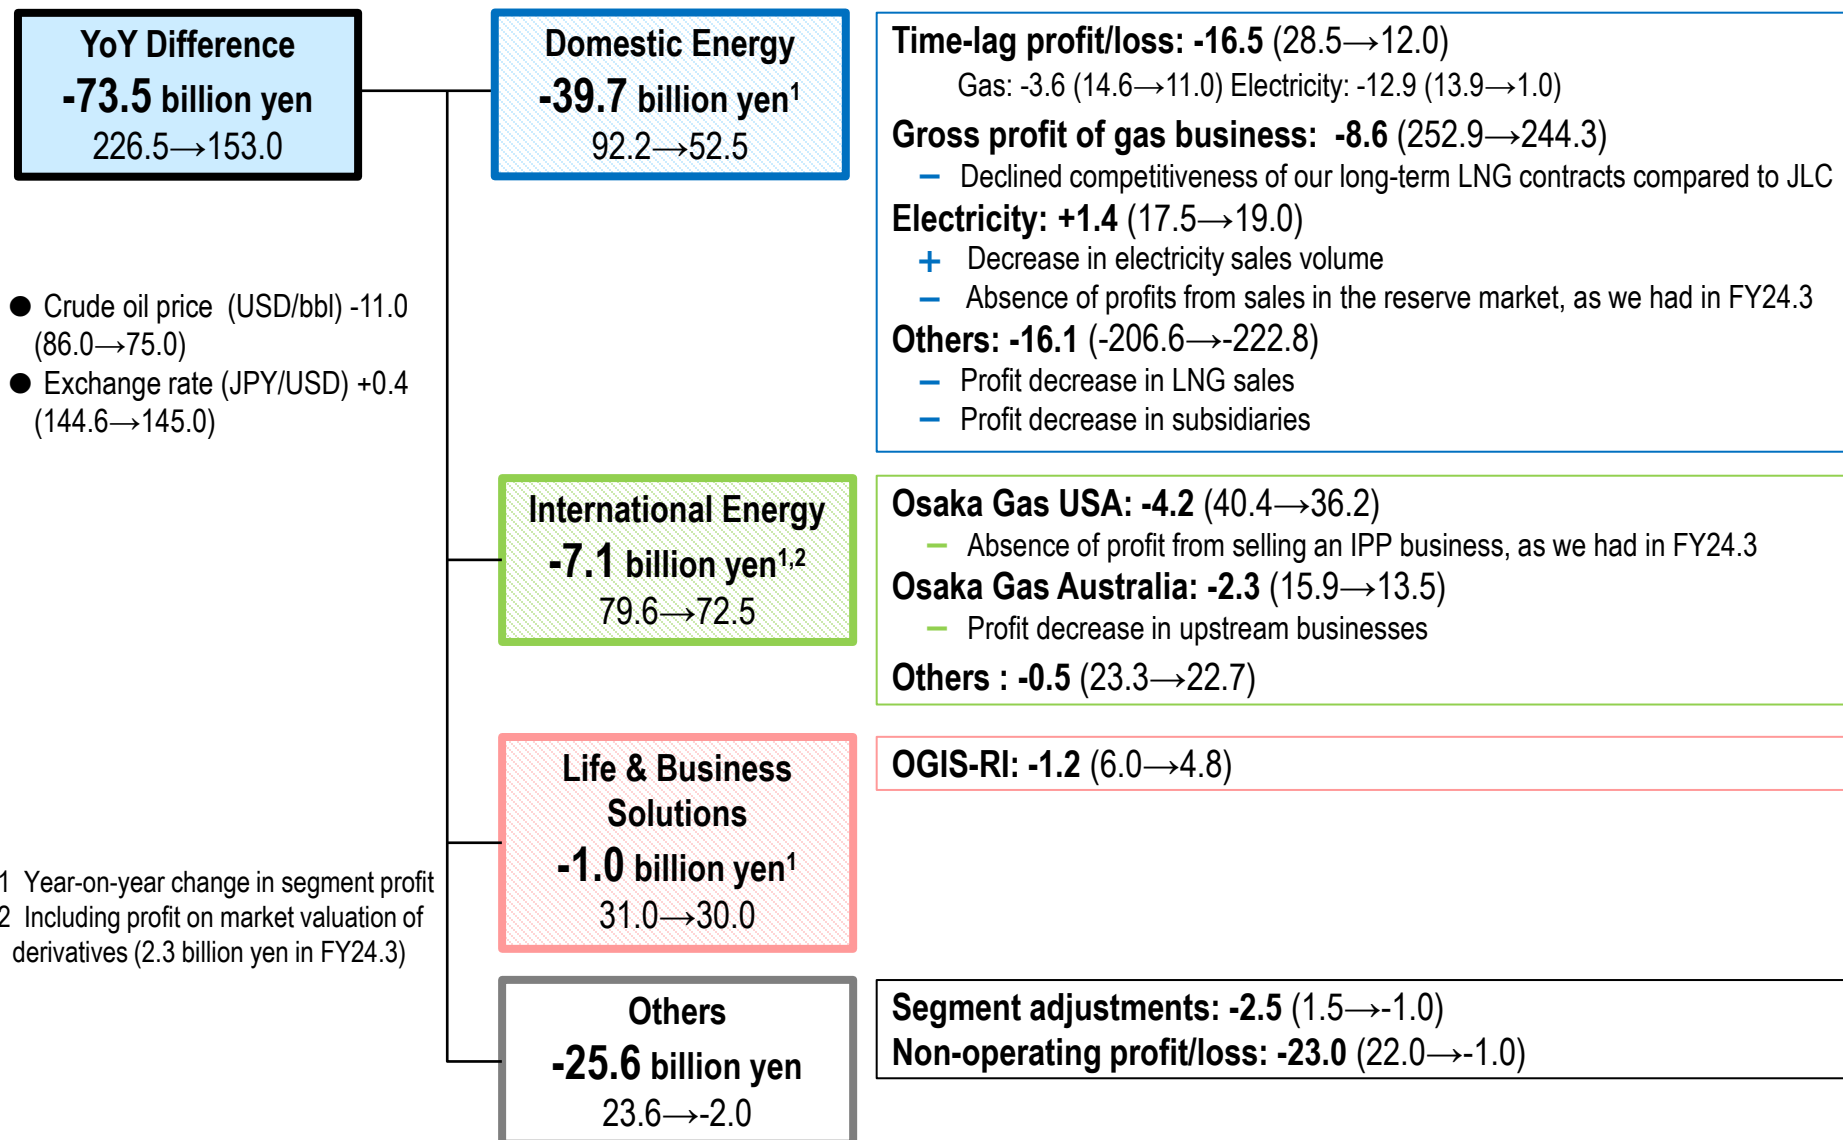 YoY Difference
-73.5 billion yen
226.5→153.0
● Crude oil price (USD/bbl) -11.0
(86.0→75.0)
● Exchange rate (JPY/USD) +0.4
(144.6→145.0)
1 Year-on-year change in segment profit
2 Including profit on market valuation of
derivatives (2.3 billion yen in FY24.3)
Domestic Energy
-39.7 billion yen1
92.2→52.5
Time-lag profit/loss: -16.5 (28.5→12.0)
Gas: -3.6 (14.6→11.0) Electricity: -12.9 (13.9→1.0)
Gross profit of gas business: -8.6 (252.9→244.3)
− Declined competitiveness of our long-term LNG contracts compared to JLC
Electricity: +1.4 (17.5→19.0)
+ Decrease in electricity sales volume
− Absence of profits from sales in the reserve market, as we had in FY24.3
Others: -16.1 (-206.6→-222.8)
− Profit decrease in LNG sales
− Profit decrease in subsidiaries
International Energy
-7.1 billion yen1,2
79.6→72.5
Osaka Gas USA: -4.2 (40.4→36.2)
− Absence of profit from selling an IPP business, as we had in FY24.3
Osaka Gas Australia: -2.3 (15.9→13.5)
− Profit decrease in upstream businesses
Others : -0.5 (23.3→22.7)
Life & Business
Solutions
-1.0 billion yen1
31.0→30.0
OGIS-RI: -1.2 (6.0→4.8)
Others
-25.6 billion yen
23.6→-2.0
Segment adjustments: -2.5 (1.5→-1.0)
Non-operating profit/loss: -23.0 (22.0→-1.0)